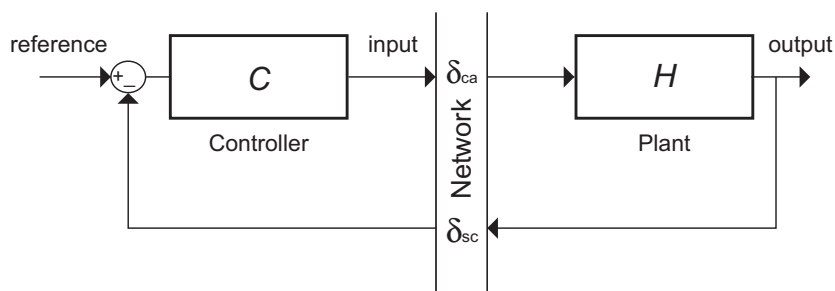 reference
+
−
C
Controller
input
δca
Network
δsc
H
Plant
output